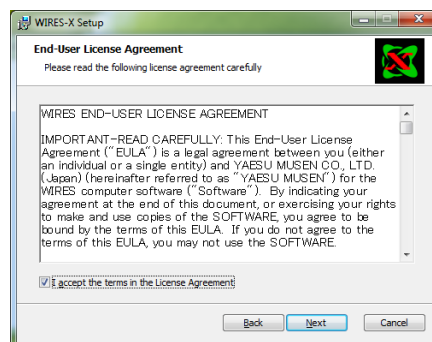 WIRES-X Setup
End-User License Agreement
Please read the following license agreement carefully
WIRES END-USER LICENSE AGREEMENT
IMPORTANT-READ CAREFULLY: This End-User License
Agreement ("EULA") is a legal agreement between you (either
an individual or a single entity) and YAESU MUSEN CO., LTD.
(Japan) (hereinafter referred to as "YAESU MUSEN") for the
WIRES computer software ("Software"). By indicating your
agreement at the end of this document, or exercising your rights
to make and use copies of the SOFTWARE, you agree to be
bound by the terms of this EULA. If you do not agree to the
terms of this EULA, you may not use the SOFTWARE.
I accept the terms in the License Agreement
Back Next Cancel